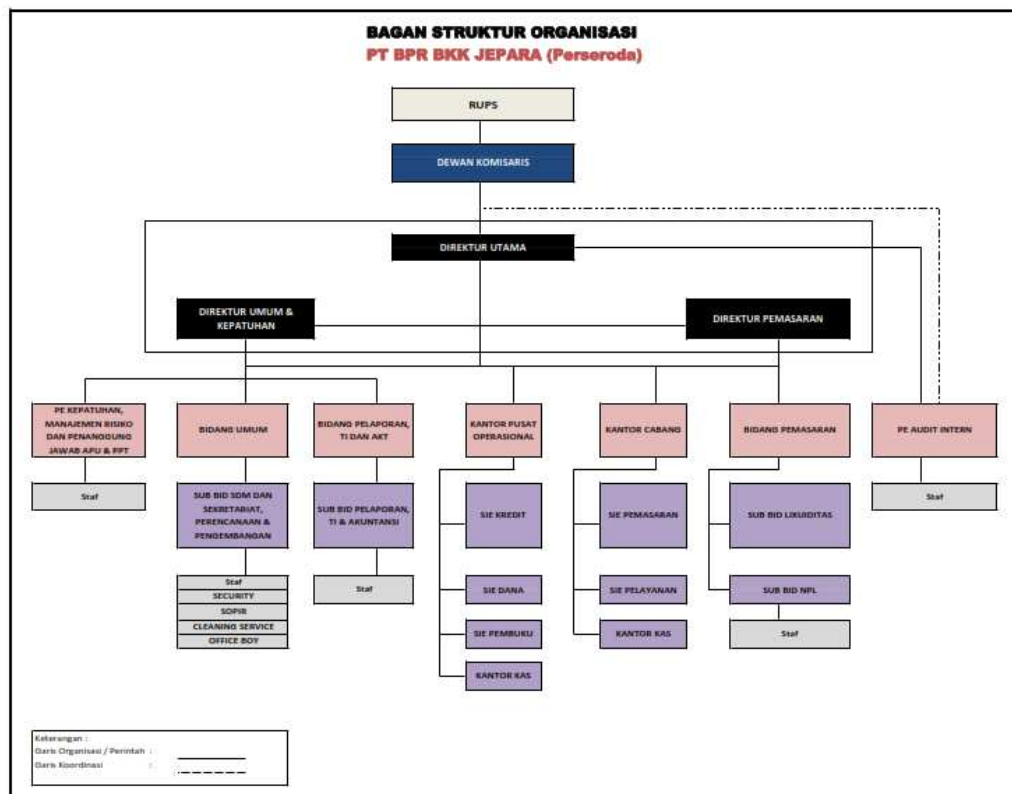 BAGAN STRUKTUR ORGANISASI
PT BPR BKK JEPARA (Perseroda)
RUPS
DEWAN KOMISARIS
DIREKTUR UTAMA
DIREKTUR UMUM &
KEPATUHAN
DIREKTUR PEMASARAN
PE KEPATUHAN,
MANAJEMEN RISIKO
DAN PENANGGUNG
JAWAB APU & PPT
BIDANG UMUM
BIDANG PELAPORAN,
TI DAN AKT
KANTOR PUSAT
OPERASIONAL
KANTOR CABANG
BIDANG PEMASARAN
PE AUDIT INTERN
Staf
SUB BID SDM DAN
SEKRETARIAT,
PERENCANAAN &
PENGEMBANGAN
SUB BID PELAPORAN,
TI & AKUNTANSI
SIE KREDIT
SIE PEMASARAN
SUB BID LIKUIDITAS
Staf
Staf
SECURITY
SOPIR
CLEANING SERVICE
OFFICE BOY
Staf
SIE DANA
SIE PELAYANAN
SUB BID NPL
SIE PEMBUKU
KANTOR KAS
Staf
KANTOR KAS
Keterangan :
Garis Organisasi / Perintah :
Garis Koordinasi :